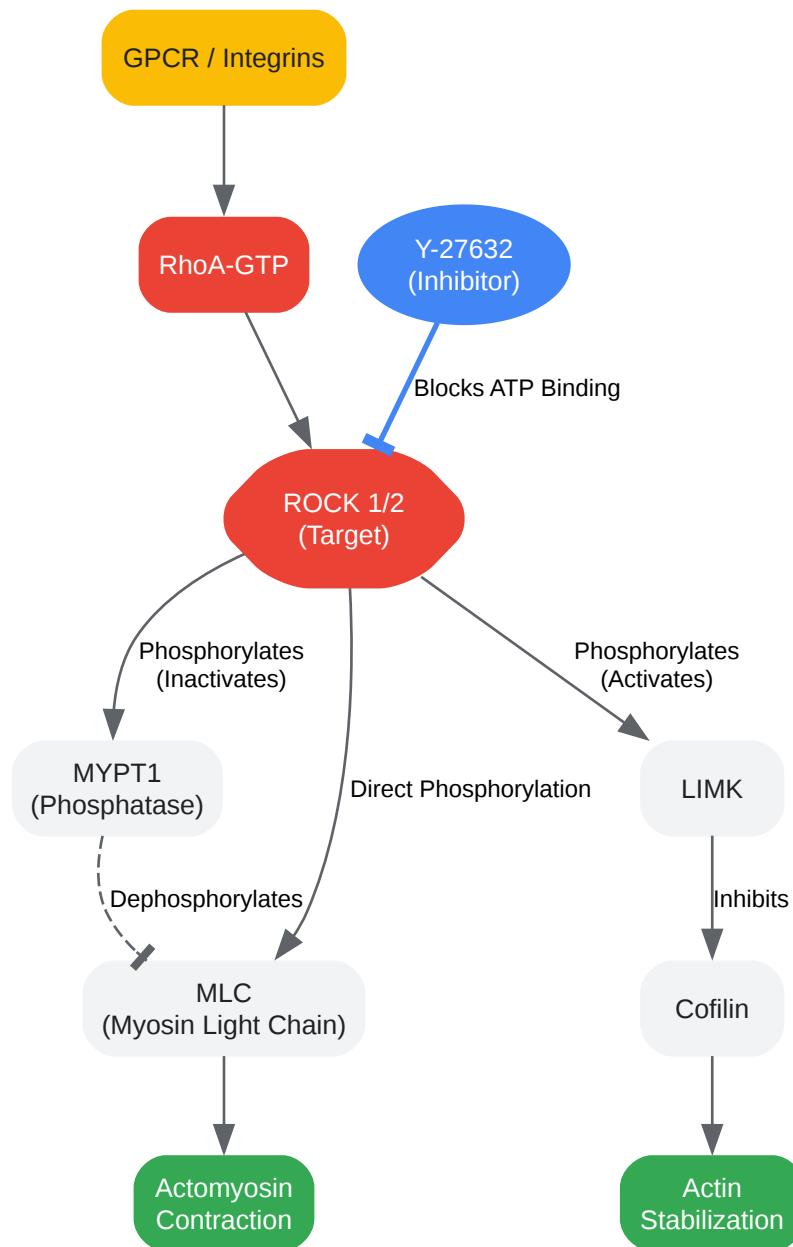 GPCR / Integrins
RhoA-GTP
Y-27632
(Inhibitor)
Blocks ATP Binding
ROCK 1/2
(Target)
Phosphorylates
(Inactivates)
Phosphorylates
(Activates)
MYPT1
(Phosphatase)
Direct Phosphorylation
LIMK
Dephosphorylates
Inhibits
MLC
(Myosin Light Chain)
Cofilin
Actomyosin
Contraction
Actin
Stabilization